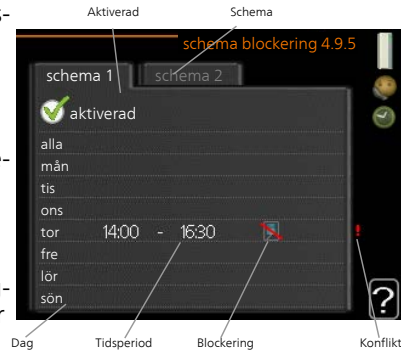 Aktiverad Schema
schema blockering 4.9.5
schema 1 schema 2
aktiverad
alla
mån
tis
ons
tor 14:00 - 16:30
fre
lör
sön
?
Dag Tidsperiod Blockering Konflikt